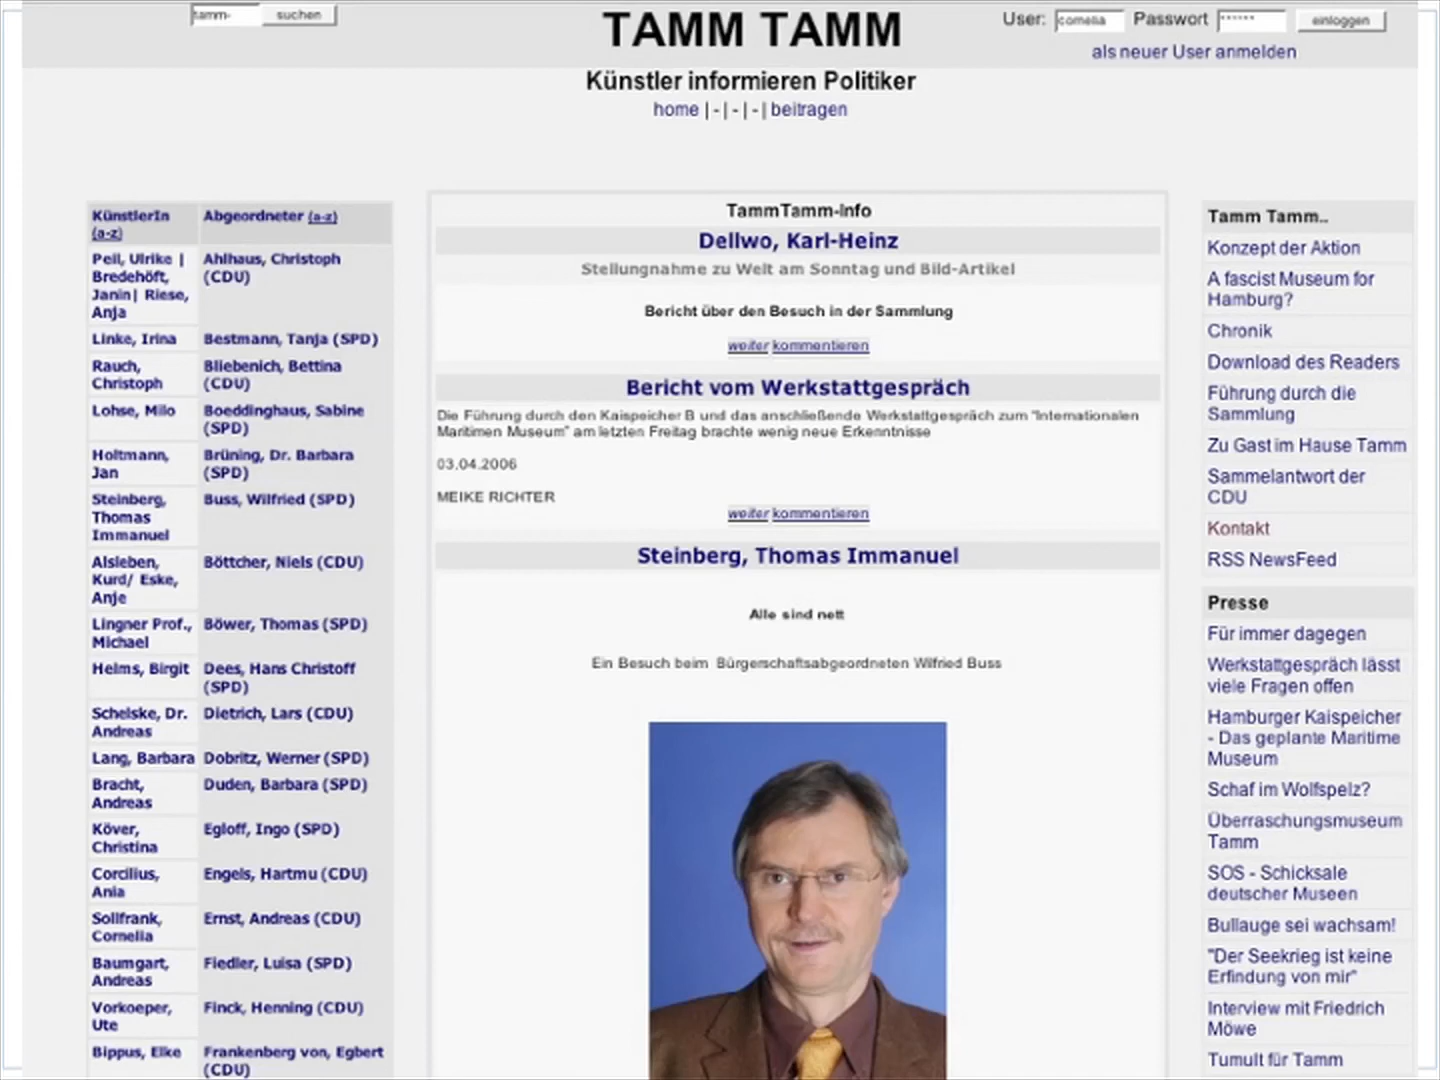 tamm-
suchen
TAMM TAMM
User:
cornelia
Passwort
******
einloggen
als neuer User anmelden
Künstler informieren Politiker
home | - | - | - | beitragen
KünstlerIn
(a-z)
Abgeordneter (a-z)
Peil, Ulrike |
Bredehöft,
Janin| Riese,
Anja
Ahlhaus, Christoph
(CDU)
Linke, Irina
Bestmann, Tanja (SPD)
Rauch,
Christoph
Bliebenich, Bettina
(CDU)
Lohse, Milo
Boeddinghaus, Sabine
(SPD)
Holtmann,
Jan
Brüning, Dr. Barbara
(SPD)
Steinberg,
Thomas
Immanuel
Buss, Wilfried (SPD)
Alsleben,
Kurd/ Eske,
Anje
Böttcher, Niels (CDU)
Lingner Prof.,
Michael
Böwer, Thomas (SPD)
Helms, Birgit
Dees, Hans Christoff
(SPD)
Schelske, Dr.
Andreas
Dietrich, Lars (CDU)
Lang, Barbara
Dobritz, Werner (SPD)
Bracht,
Andreas
Duden, Barbara (SPD)
Köver,
Christina
Egloff, Ingo (SPD)
Corcilius,
Ania
Engels, Hartmu (CDU)
Sollfrank,
Cornelia
Ernst, Andreas (CDU)
Baumgart,
Andreas
Fiedler, Luisa (SPD)
Vorkoeper,
Ute
Finck, Henning (CDU)
Bippus, Elke
Frankenberg von, Egbert
(CDU)
TammTamm-Info
Dellwo, Karl-Heinz
Stellungnahme zu Welt am Sonntag und Bild-Artikel
Bericht über den Besuch in der Sammlung
weiter kommentieren
Bericht vom Werkstattgespräch
Die Führung durch den Kaispeicher B und das anschließende Werkstattgespräch zum "Internationalen
Maritimen Museum" am letzten Freitag brachte wenig neue Erkenntnisse
03.04.2006
MEIKE RICHTER
weiter kommentieren
Steinberg, Thomas Immanuel
Alle sind nett
Ein Besuch beim Bürgerschaftsabgeordneten Wilfried Buss
Tamm Tamm..
Konzept der Aktion
A fascist Museum for
Hamburg?
Chronik
Download des Readers
Führung durch die
Sammlung
Zu Gast im Hause Tamm
Sammelantwort der
CDU
Kontakt
RSS NewsFeed
Presse
Für immer dagegen
Werkstattgespräch lässt
viele Fragen offen
Hamburger Kaispeicher
- Das geplante Maritime
Museum
Schaf im Wolfspelz?
Überraschungsmuseum
Tamm
SOS - Schicksale
deutscher Museen
Bullauge sei wachsam!
"Der Seekrieg ist keine
Erfindung von mir"
Interview mit Friedrich
Möwe
Tumult für Tamm